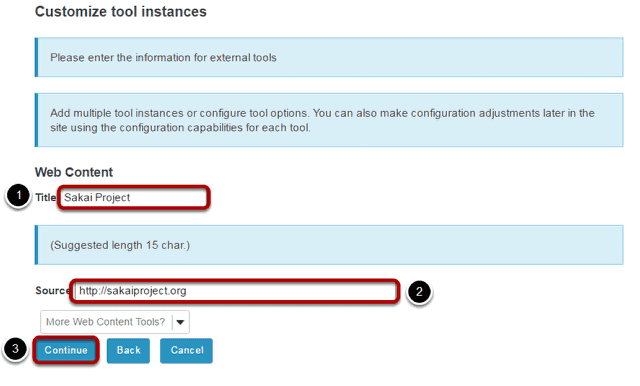 Customize tool instances
Please enter the information for external tools
Add multiple tool instances or configure tool options. You can also make configuration adjustments later in the
site using the configuration capabilities for each tool.
Web Content
1 Title Sakai Project
(Suggested length 15 char.)
Source http://sakaiproject.org 2
More Web Content Tools?
3 Continue Back Cancel